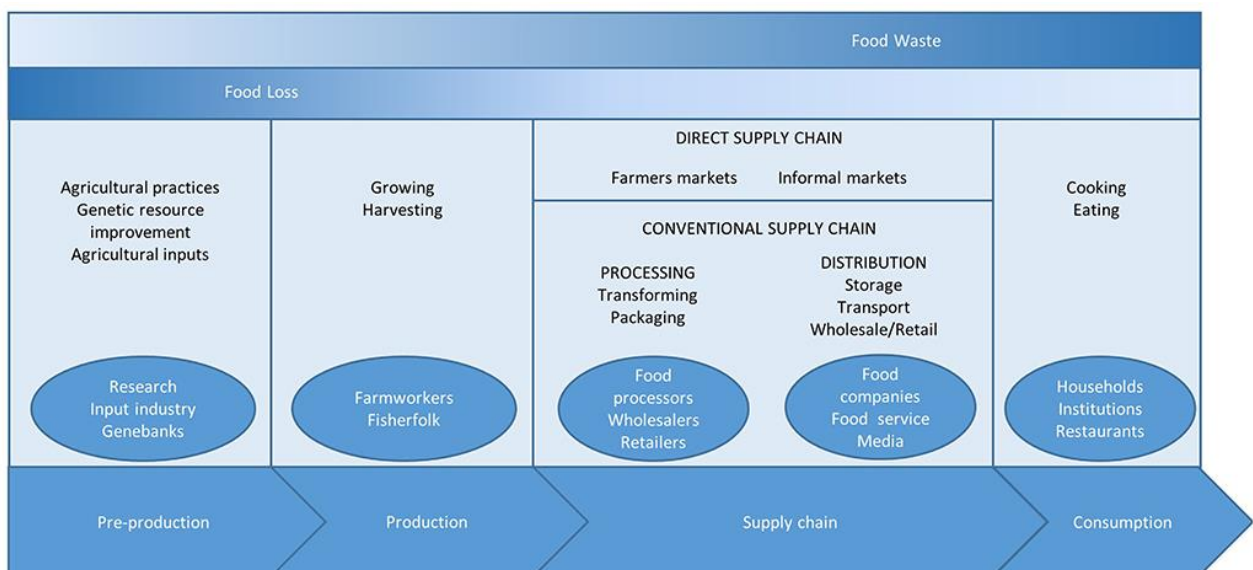 Food Waste
Food Loss
Agricultural practices
Genetic resource
improvement
Agricultural inputs
Research
Input industry
Genebanks
Growing
Harvesting
Farmworkers
Fisherfolk
DIRECT SUPPLY CHAIN
Farmers markets Informal markets
CONVENTIONAL SUPPLY CHAIN
PROCESSING
Transforming
Packaging
Food
processors
Wholesalers
Retailers
DISTRIBUTION
Storage
Transport
Wholesale/Retail
Food
companies
Food service
Media
Cooking
Eating
Households
Institutions
Restaurants
Pre-production
Production
Supply chain
Consumption